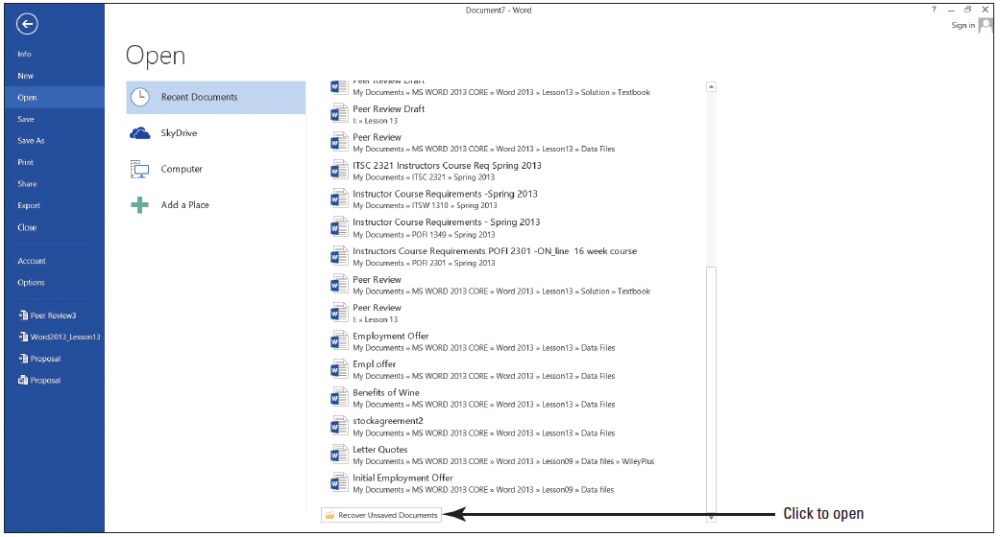 Document7 - Word
?
Sign in
Info
New
Open
Save
Save As
Print
Share
Export
Close
Account
Options
Peer Review3
Word2013_Lesson13
Proposal
Proposal
Open
Recent Documents
SkyDrive
Computer
Add a Place
Peer Review Draft
My Documents » MS WORD 2013 CORE » Word 2013 » Lesson13 » Solution » Textbook
Peer Review Draft
I: » Lesson 13
Peer Review
My Documents » MS WORD 2013 CORE » Word 2013 » Lesson13 » Data Files
ITSC 2321 Instructors Course Req Spring 2013
My Documents » ITSC 2321 » Spring 2013
Instructor Course Requirements -Spring 2013
My Documents » ITSW 1310 » Spring 2013
Instructor Course Requirements - Spring 2013
My Documents » POFI 1349 » Spring 2013
Instructors Course Requirements POFI 2301 -ON_line 16 week course
My Documents » POFI 2301 » Spring 2013
Peer Review
My Documents » MS WORD 2013 CORE » Word 2013 » Lesson13 » Solution » Textbook
Peer Review
I: » Lesson 13
Employment Offer
My Documents » MS WORD 2013 CORE » Word 2013 » Lesson13 » Data Files
Empl offer
My Documents » MS WORD 2013 CORE » Word 2013 » Lesson13 » Data Files
Benefits of Wine
My Documents » MS WORD 2013 CORE » Word 2013 » Lesson13 » Data Files
stockagreement2
My Documents » MS WORD 2013 CORE » Word 2013 » Lesson13 » Data Files
Letter Quotes
My Documents » MS WORD 2013 CORE » Word 2013 » Lesson09 » Data files » WileyPlus
Initial Employment Offer
My Documents » MS WORD 2013 CORE » Word 2013 » Lesson09 » Data files
Recover Unsaved Documents
Click to open